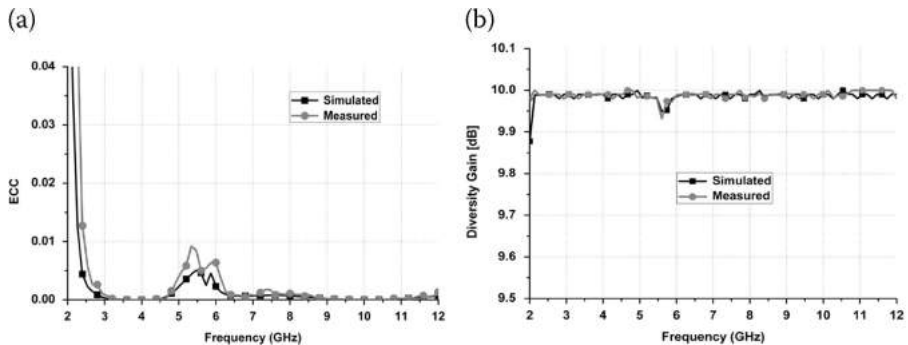 (a)
0.04
0.03
0.02
0.01
0.00
ECC
2 3 4 5 6 7 8 9 10 11 12
Frequency (GHz)
Simulated
Measured
(b)
10.1
10.0
9.9
9.8
9.7
9.6
9.5
Diversity Gain [dB]
2 3 4 5 6 7 8 9 10 11 12
Frequency (GHz)
Simulated
Measured